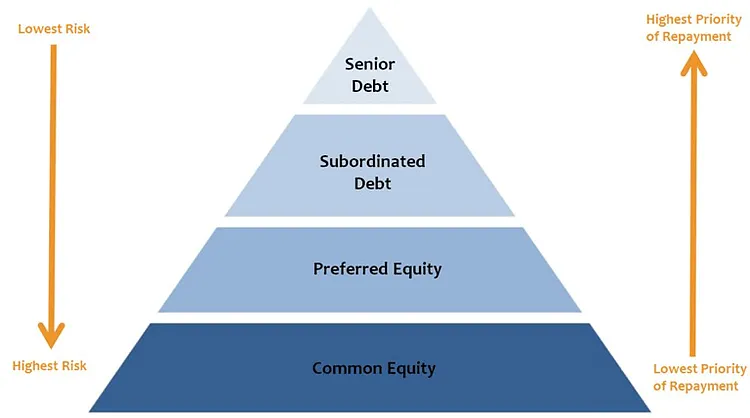 Lowest Risk
Highest Priority
of Repayment
Senior
Debt
Subordinated
Debt
Preferred Equity
Common Equity
Highest Risk
Lowest Priority
of Repayment